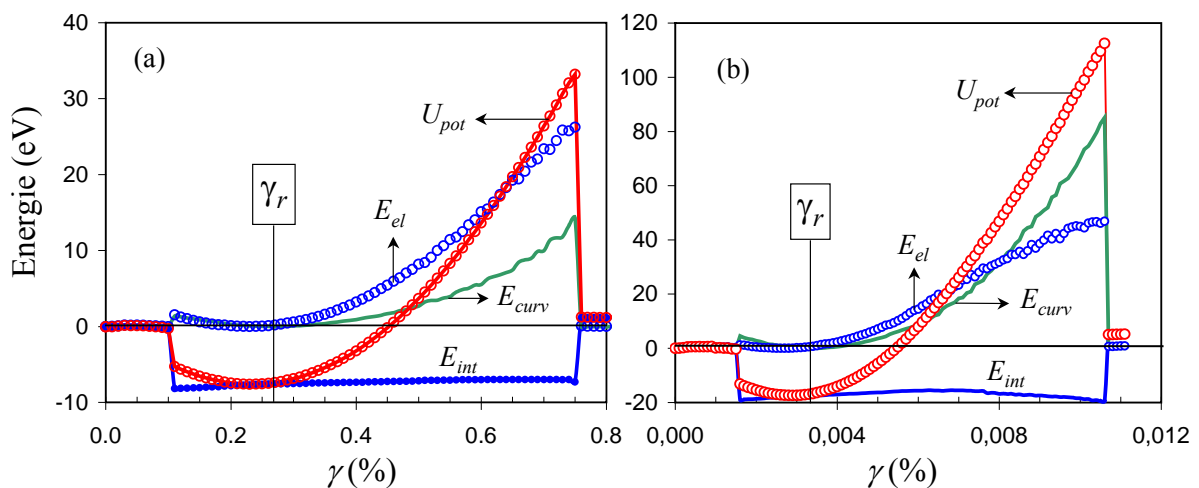 (a)
Energie (eV)
40
30
20
10
0
-10
0.0
0.2
0.4
0.6
0.8
γ (%)
U_pot
γ_r
E_el
E_curv
E_int
(b)
120
100
80
60
40
20
0
-20
0,000
0,004
0,008
0,012
γ (%)
U_pot
γ_r
E_el
E_curv
E_int